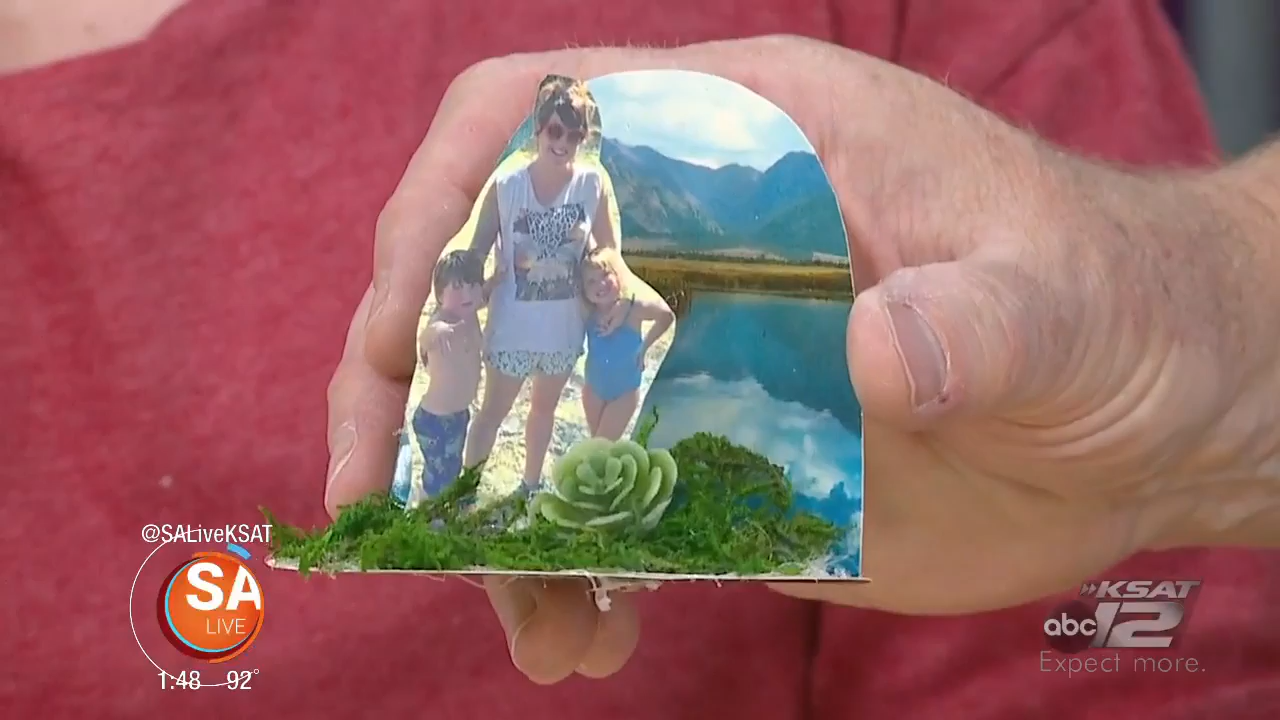 @SALiveKSAT
SA
LIVE
1:48 92°
KSAT
abc 12
Expect more.